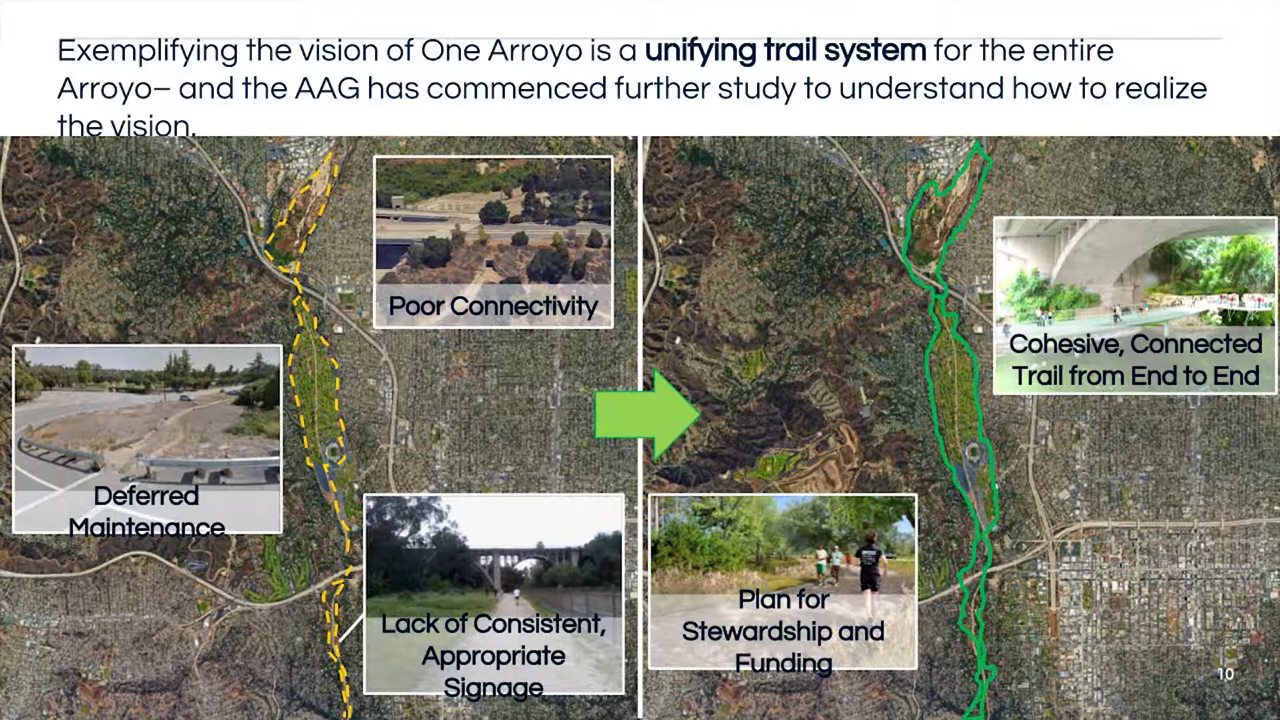 Exemplifying the vision of One Arroyo is a unifying trail system for the entire
Arroyo– and the AAG has commenced further study to understand how to realize
the vision.
Poor Connectivity
Deferred
Maintenance
Lack of Consistent,
Appropriate
Signage
Cohesive, Connected
Trail from End to End
Plan for
Stewardship and
Funding
10